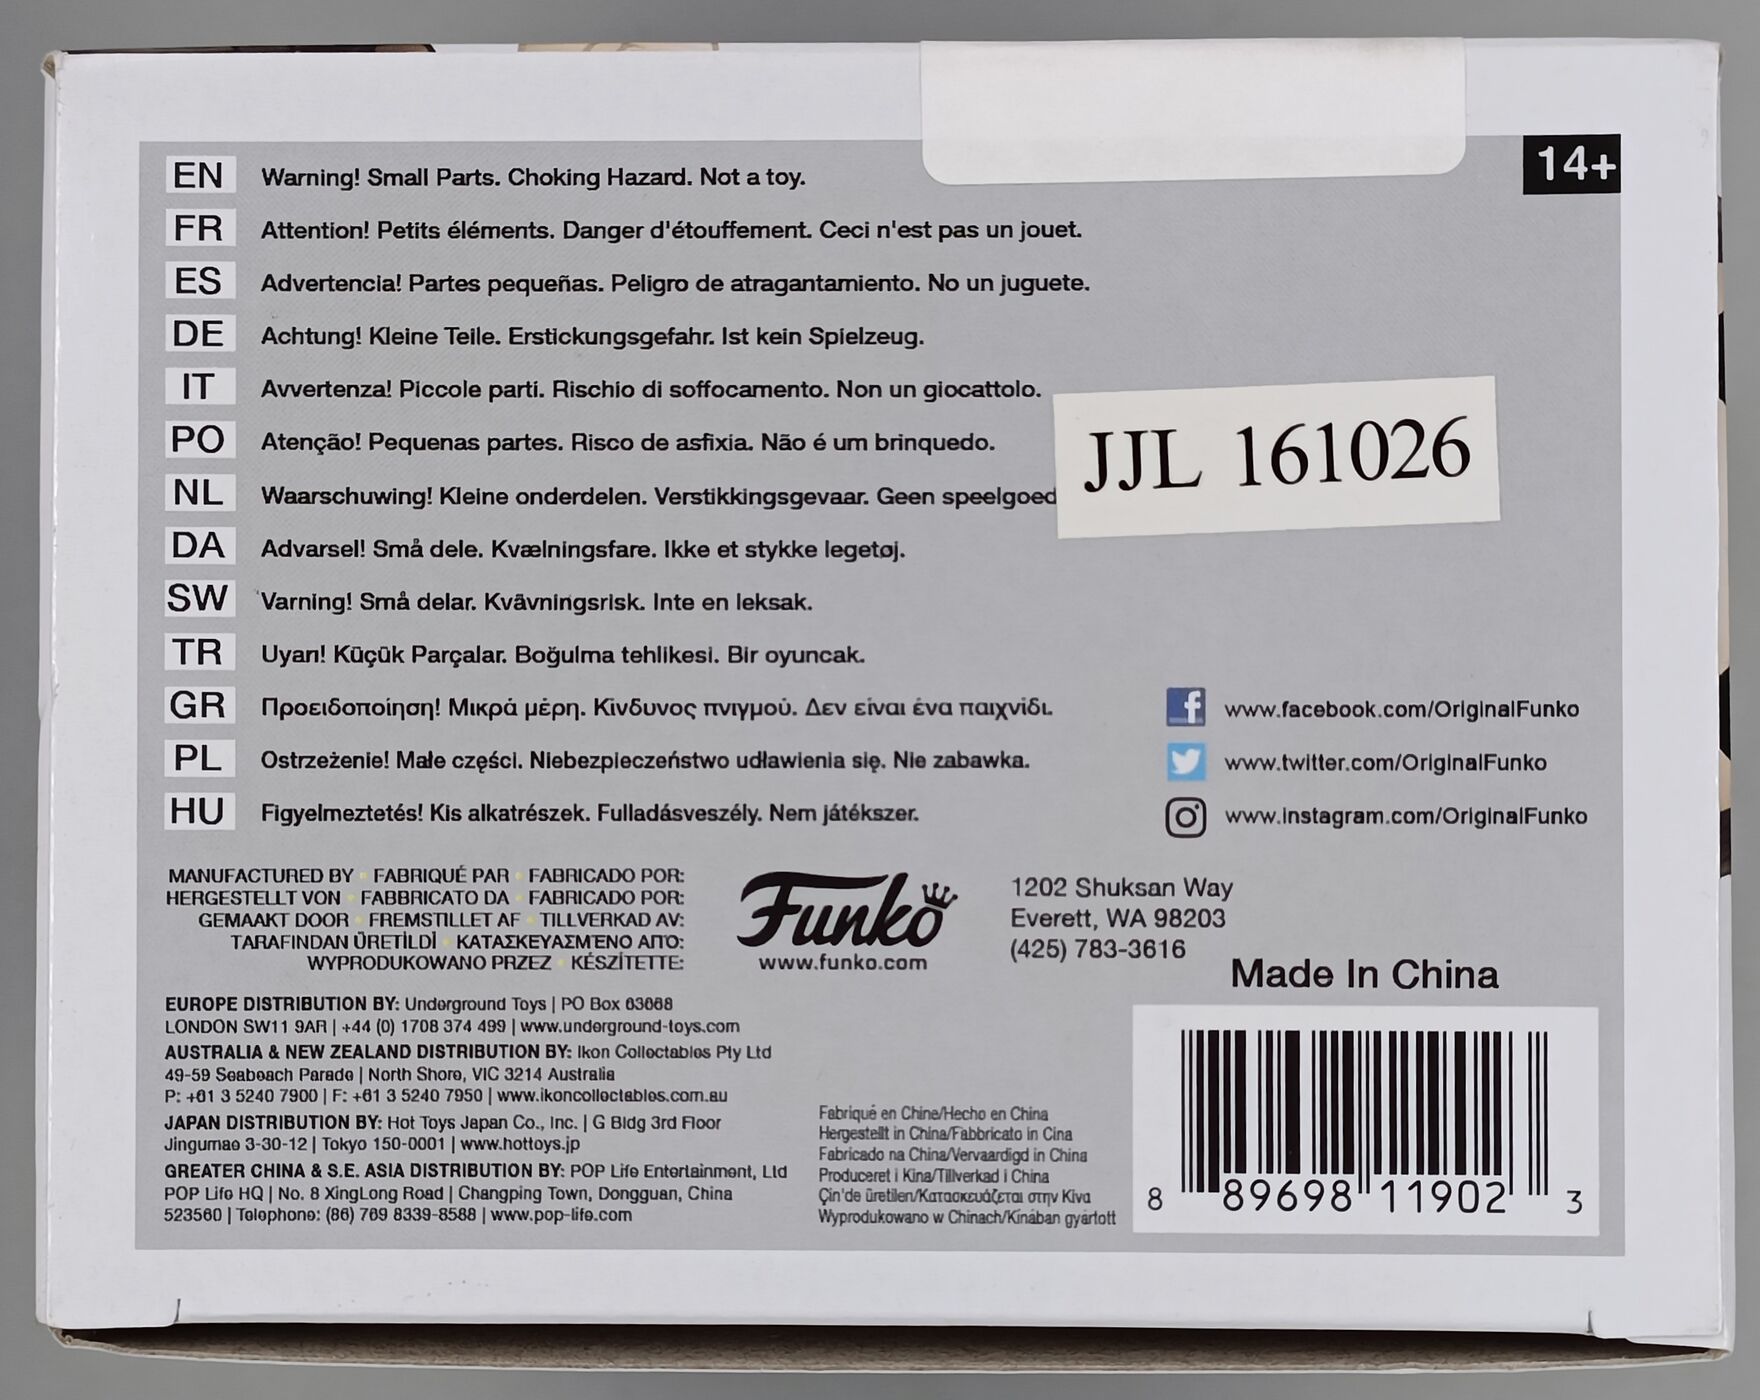 14+
EN Warning! Small Parts. Choking Hazard. Not a toy.
FR Attention! Petits éléments. Danger d'étouffement. Ceci n'est pas un jouet.
ES Advertencia! Partes pequeñas. Peligro de atragantamiento. No un juguete.
DE Achtung! Kleine Teile. Erstickungsgefahr. Ist kein Spielzeug.
IT Avvertenza! Piccole parti. Rischio di soffocamento. Non un giocattolo.
PO Atenção! Pequenas partes. Risco de asfixia. Não é um brinquedo.
JJL 161026
NL Waarschuwing! Kleine onderdelen. Verstikkingsgevaar. Geen speelgoed
DA Advarsel! Små dele. Kvælningsfare. Ikke et stykke legetøj.
SW Varning! Små delar. Kvävningsrisk. Inte en leksak.
TR Uyarı! Küçük Parçalar. Boğulma tehlikesi. Bir oyuncak.
GR Προειδοποίηση! Μικρά μέρη. Κίνδυνος πνιγμού. Δεν είναι ένα παιχνίδι.
PL Ostrzeżenie! Małe części. Niebezpieczeństwo udławienia się. Nie zabawka.
HU Figyelmeztetés! Kis alkatrészek. Fulladásveszély. Nem játékszer.
www.facebook.com/OriginalFunko
www.twitter.com/OriginalFunko
www.instagram.com/OriginalFunko
MANUFACTURED BY • FABRIQUÉ PAR • FABRICADO POR:
HERGESTELLT VON • FABBRICATO DA • FABRICADO POR:
GEMAAKT DOOR • FREMSTILLET AF • TILLVERKAD AV:
TARAFINDAN ÜRETİLDİ • ΚΑΤΑΣΚΕΥΑΣΜΈΝΟ ΑΠΌ:
WYPRODUKOWANO PRZEZ • KÉSZÍTETTE:
Funko
www.funko.com
1202 Shuksan Way
Everett, WA 98203
(425) 783-3616
Made In China
EUROPE DISTRIBUTION BY: Underground Toys | PO Box 63668
LONDON SW11 9AR | +44 (0) 1708 374 499 | www.underground-toys.com
AUSTRALIA & NEW ZEALAND DISTRIBUTION BY: Ikon Collectables Pty Ltd
49-59 Seabeach Parade | North Shore, VIC 3214 Australia
P: +61 3 5240 7900 | F: +61 3 5240 7950 | www.ikoncollectables.com.au
JAPAN DISTRIBUTION BY: Hot Toys Japan Co., Inc. | G Bldg 3rd Floor
Jingumae 3-30-12 | Tokyo 150-0001 | www.hottoys.jp
GREATER CHINA & S.E. ASIA DISTRIBUTION BY: POP Life Entertainment, Ltd
POP Life HQ | No. 8 XingLong Road | Changping Town, Dongguan, China
523560 | Telephone: (86) 769 8339-8588 | www.pop-life.com
Fabriqué en Chine/Hecho en China
Hergestellt in China/Fabbricato in Cina
Fabricado na China/Vervaardigd in China
Produceret i Kina/Tillverkad i China
Çin'de üretilen/Κατασκευάζεται στην Κίνα
Wyprodukowano w Chinach/Kínában gyártott
8 89698 11902 3